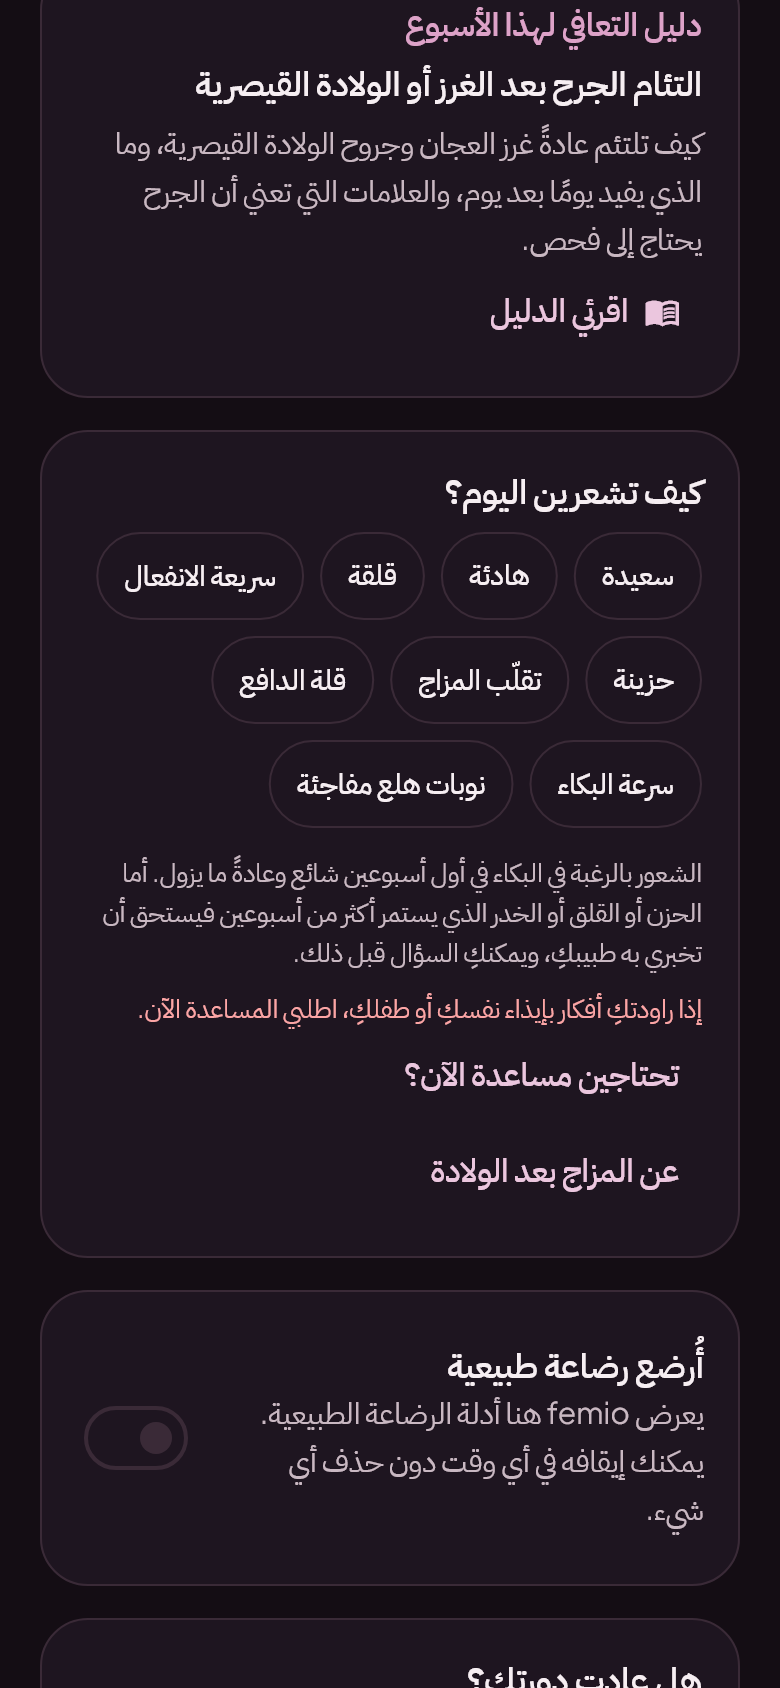 دليل التعافي لهذا الأسبوع
التئام الجرح بعد الغرز أو الولادة القيصرية
كيف تلتئم عادةً غرز العجان وجروح الولادة القيصرية، وما
الذي يفيد يومًا بعد يوم، والعلامات التي تعني أن الجرح
يحتاج إلى فحص.
اقرئي الدليل
كيف تشعرين اليوم؟
سعيدة
هادئة
قلقة
سريعة الانفعال
حزينة
تقلّب المزاج
قلة الدافع
سرعة البكاء
نوبات هلع مفاجئة
الشعور بالرغبة في البكاء في أول أسبوعين شائع وعادةً ما يزول. أما
الحزن أو القلق أو الخدر الذي يستمر أكثر من أسبوعين فيستحق أن
تخبري به طبيبكِ، ويمكنكِ السؤال قبل ذلك.
إذا راودتكِ أفكار بإيذاء نفسكِ أو طفلكِ، اطلبي المساعدة الآن.
تحتاجين مساعدة الآن؟
عن المزاج بعد الولادة
أُرضع رضاعة طبيعية
يعرض femio هنا أدلة الرضاعة الطبيعية.
يمكنك إيقافه في أي وقت دون حذف أي
شيء.
هل عادت دورتك؟